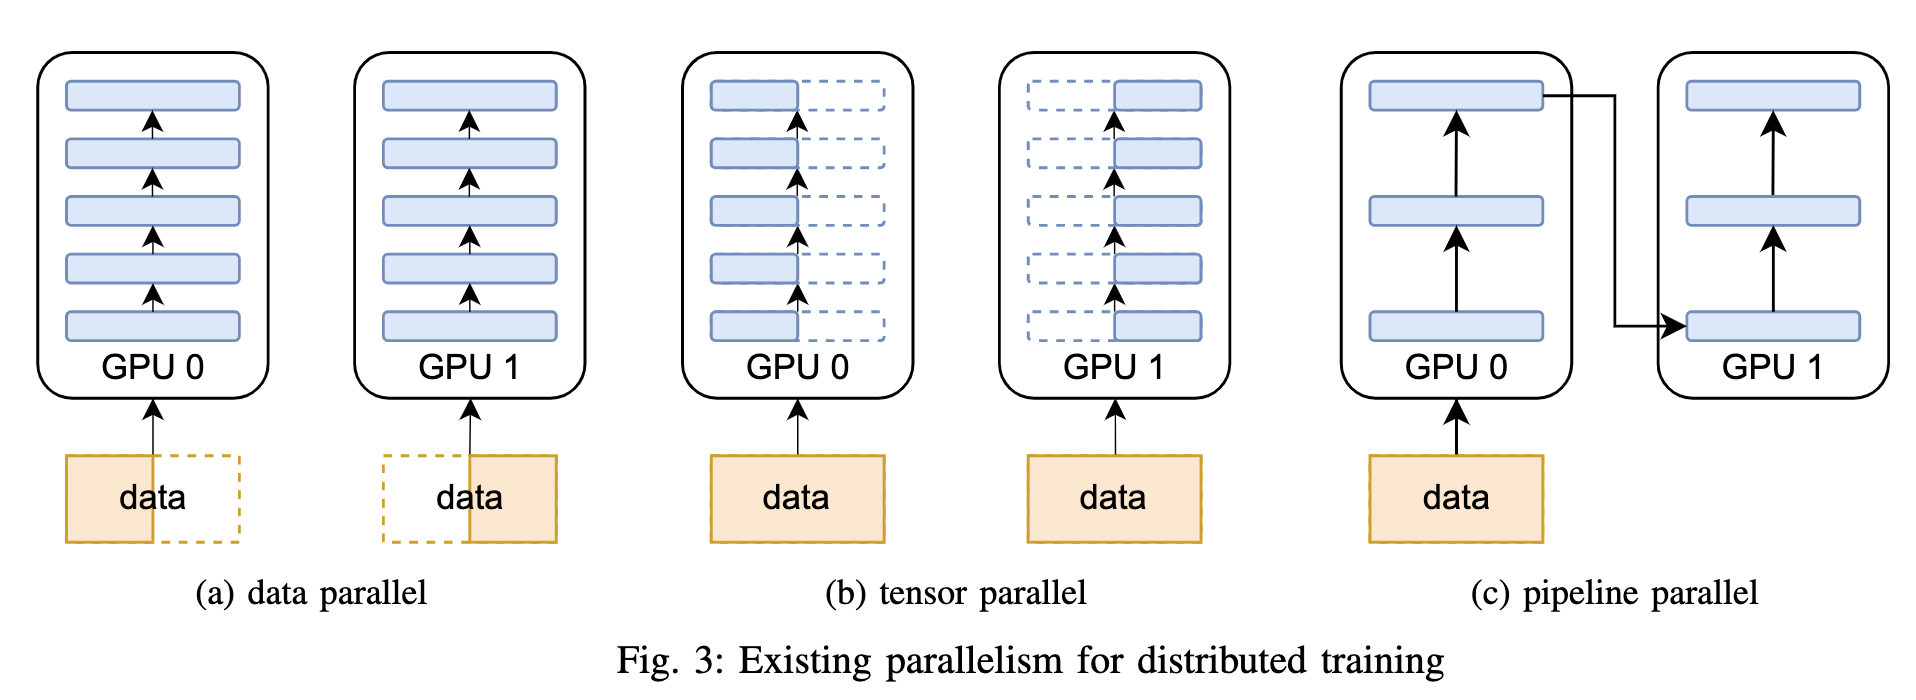 GPU 0
GPU 1
GPU 0
GPU 1
GPU 0
GPU 1
data
data
data
data
data
(a) data parallel
(b) tensor parallel
(c) pipeline parallel
Fig. 3: Existing parallelism for distributed training